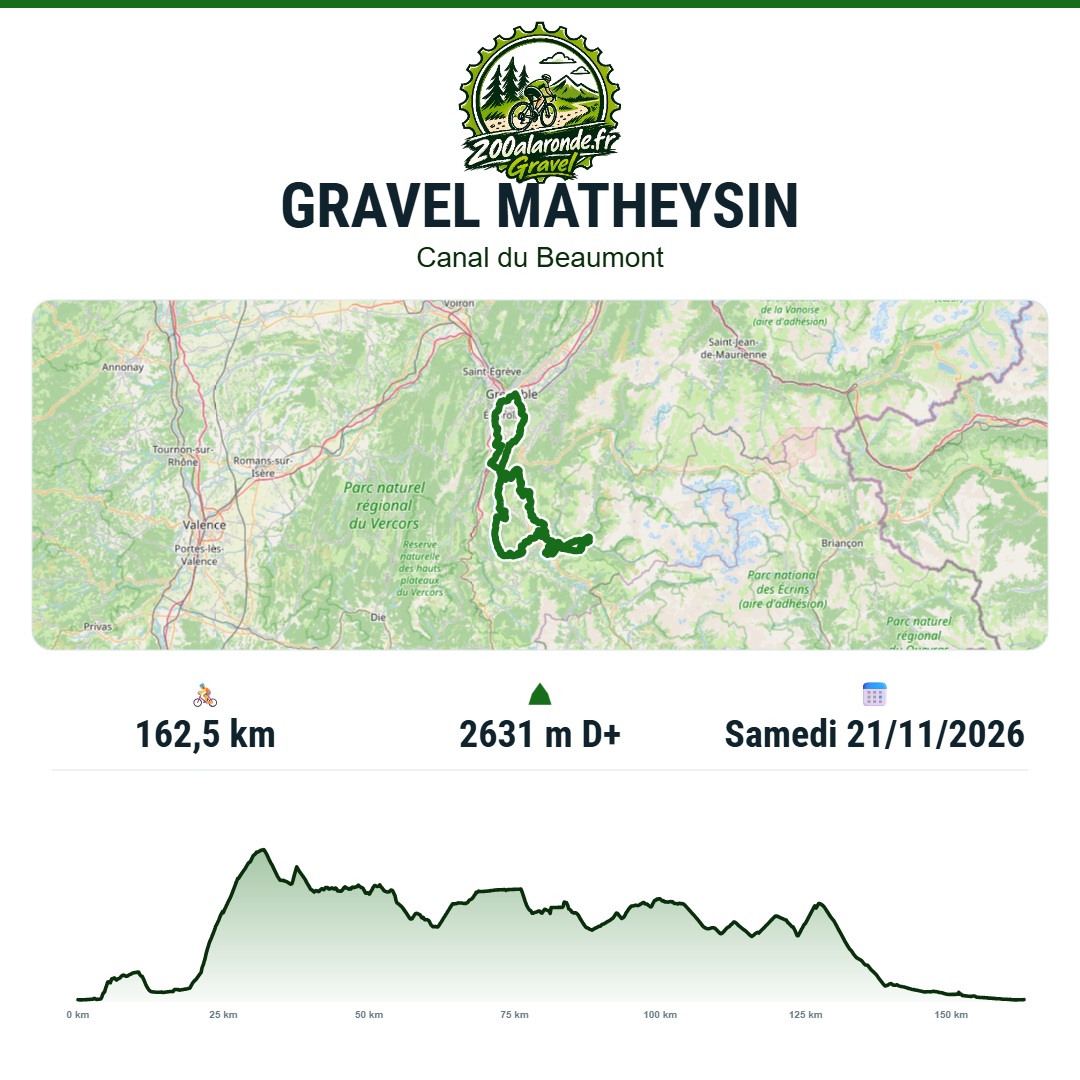 200alaronde.fr
Gravel
GRAVEL MATHEYSIN
Canal du Beaumont
Voiron
de la Vanoise
(aire d'adhésion)
Annonay
Saint-Jean-
de-Maurienne
Saint-Égrève
Tournon-sur-
Rhône
Romans-sur-
Isère
Parc naturel
régional
du Vercors
Valence
Portes-lès-
Valence
Réserve
naturelle
des hauts
plateaux
du Vercors
Briançon
Parc national
des Écrins
(aire d'adhésion)
Die
Privas
Parc naturel
régional
162,5 km
2631 m D+
Samedi 21/11/2026
0 km
25 km
50 km
75 km
100 km
125 km
150 km